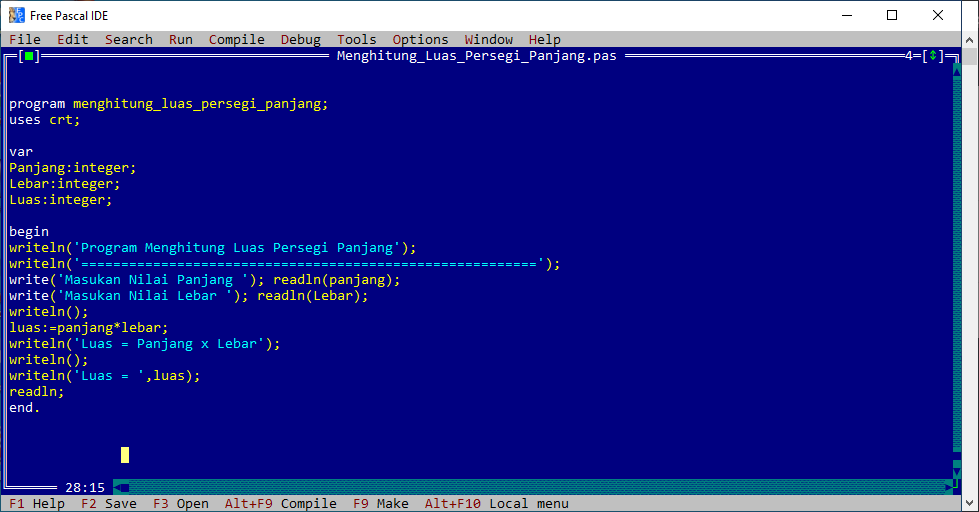 Free Pascal IDE
File Edit Search Run Compile Debug Tools Options Window Help
[■] Menghitung_Luas_Persegi_Panjang.pas 4=[↕]
program menghitung_luas_persegi_panjang;
uses crt;
var
Panjang:integer;
Lebar:integer;
Luas:integer;
begin
writeln('Program Menghitung Luas Persegi Panjang');
writeln('=========================================================');
write('Masukan Nilai Panjang '); readln(panjang);
write('Masukan Nilai Lebar '); readln(Lebar);
writeln();
luas:=panjang*lebar;
writeln('Luas = Panjang x Lebar');
writeln();
writeln('Luas = ',luas);
readln;
end.
28:15
F1 Help F2 Save F3 Open Alt+F9 Compile F9 Make Alt+F10 Local menu